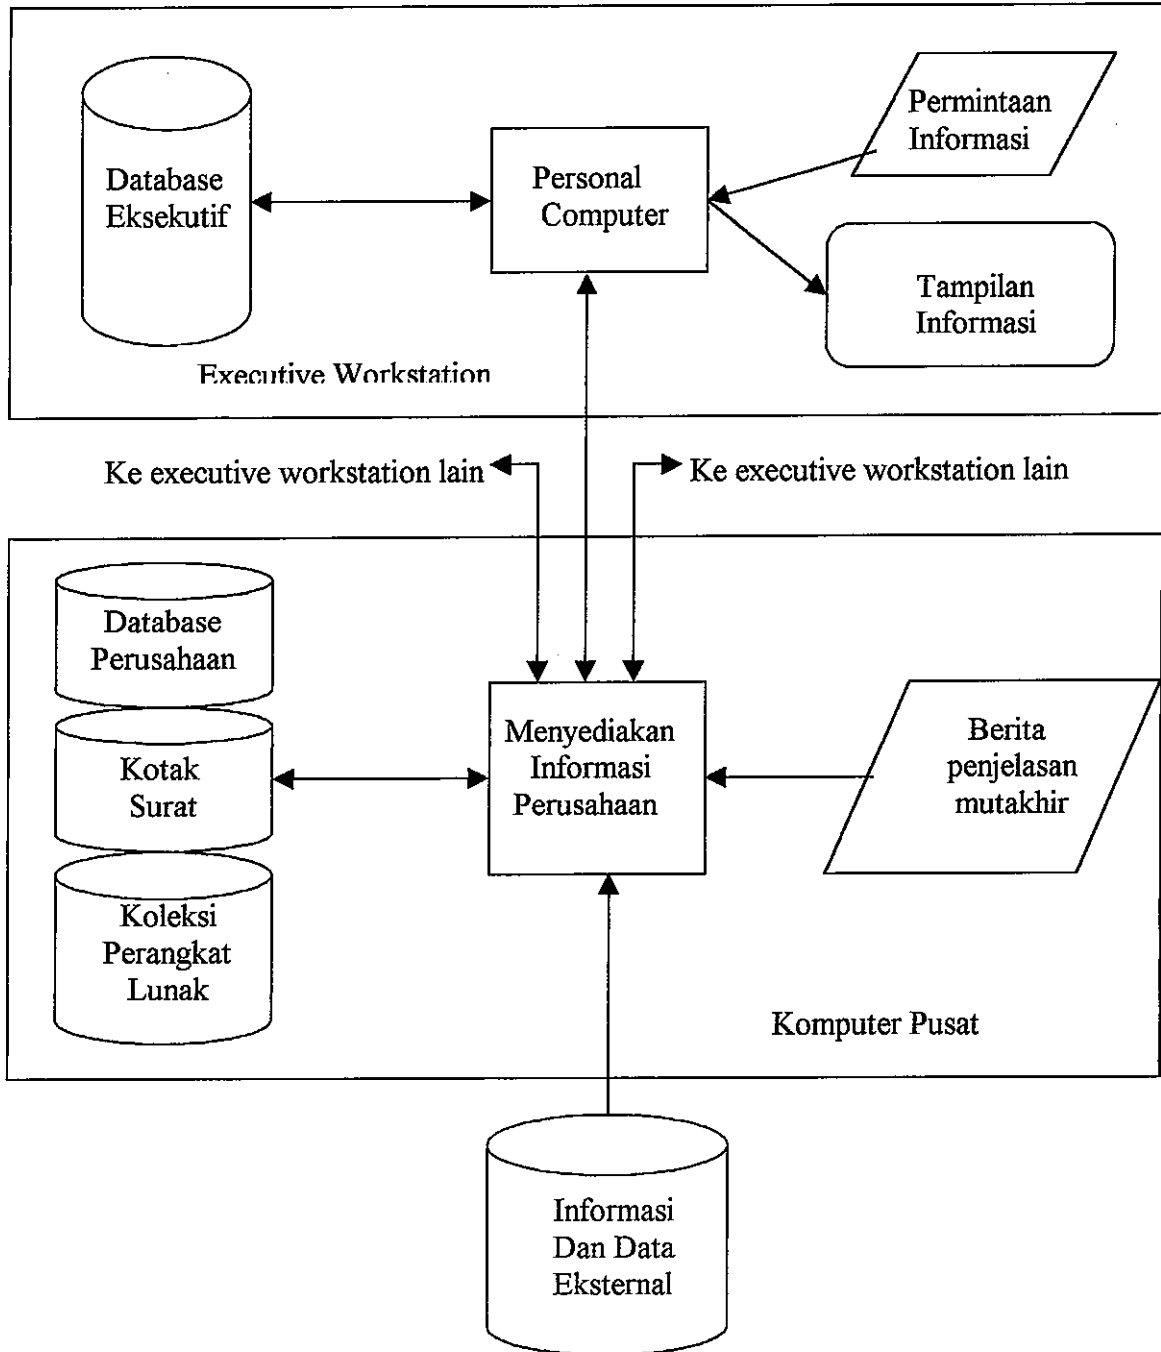 Database
Eksekutif
Personal
Computer
Permintaan
Informasi
Tampilan
Informasi
Executive Workstation
Ke executive workstation lain
Ke executive workstation lain
Database
Perusahaan
Kotak
Surat
Koleksi
Perangkat
Lunak
Menyediakan
Informasi
Perusahaan
Berita
penjelasan
mutakhir
Komputer Pusat
Informasi
Dan Data
Eksternal